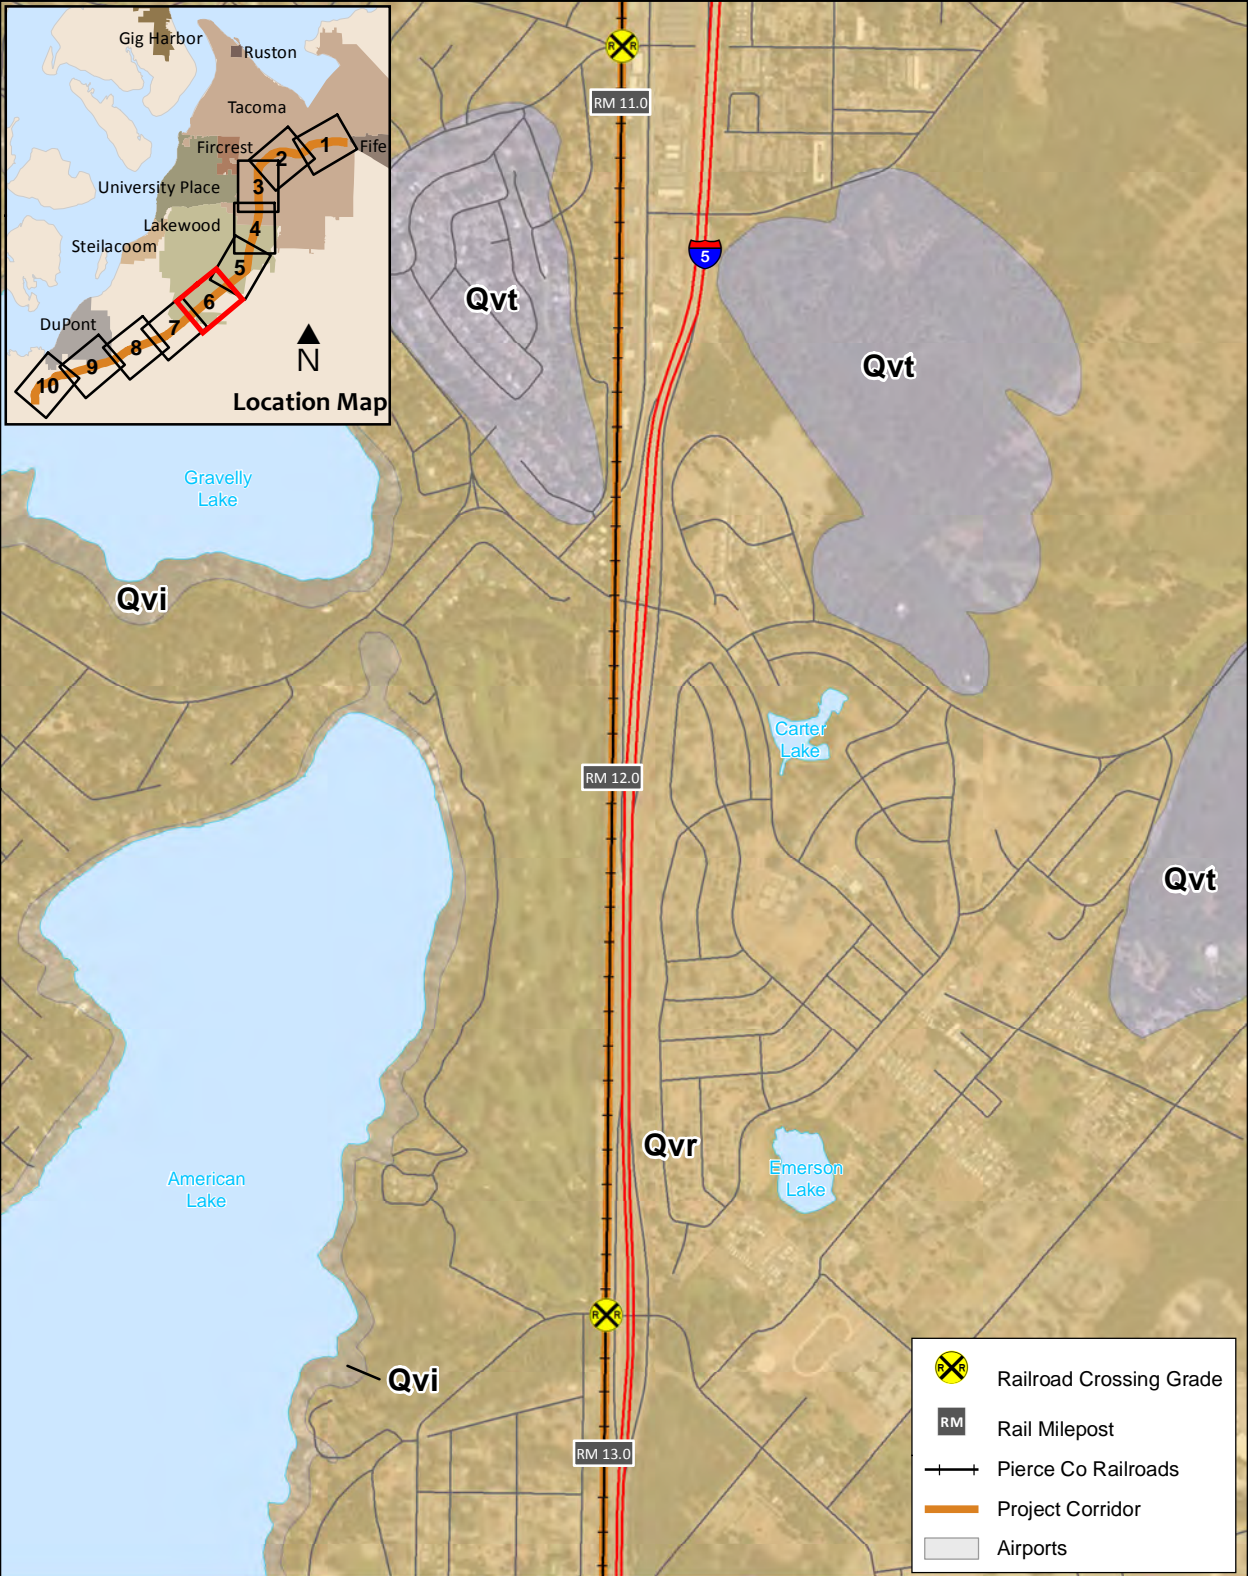 Gig Harbor
Ruston
Tacoma
Fircrest
Fife
University Place
Lakewood
Steilacoom
DuPont
1
2
3
4
5
6
7
8
9
10
N
Location Map
R R
RM 11.0
5
Qvt
Qvt
Gravelly
Lake
Qvi
Carter
Lake
RM 12.0
Qvt
Qvr
American
Lake
Emerson
Lake
R R
Qvi
RM 13.0
R R
Railroad Crossing Grade
RM
Rail Milepost
Pierce Co Railroads
Project Corridor
Airports